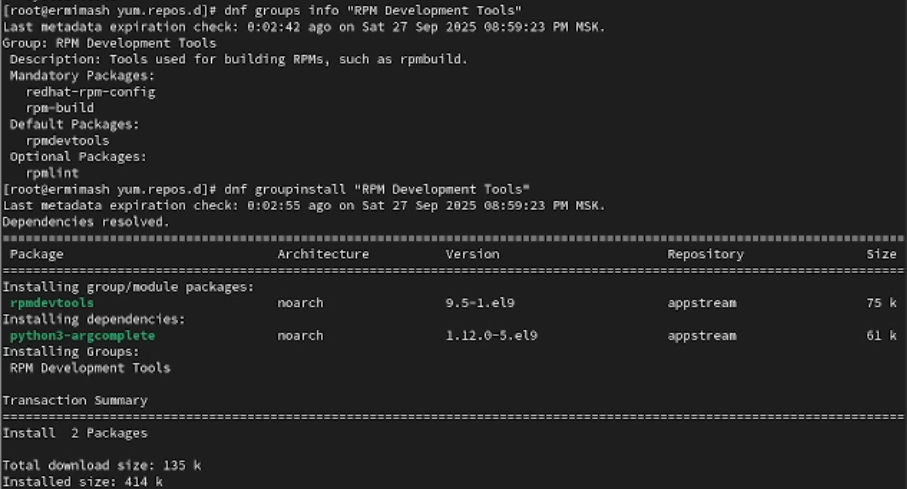 [root@ermimash yum.repos.d]# dnf groups info "RPM Development Tools"
Last metadata expiration check: 0:02:42 ago on Sat 27 Sep 2025 08:59:23 PM MSK.
Group: RPM Development Tools
 Description: Tools used for building RPMs, such as rpmbuild.
 Mandatory Packages:
   redhat-rpm-config
   rpm-build
 Default Packages:
   rpmdevtools
 Optional Packages:
   rpmlint
[root@ermimash yum.repos.d]# dnf groupinstall "RPM Development Tools"
Last metadata expiration check: 0:02:55 ago on Sat 27 Sep 2025 08:59:23 PM MSK.
Dependencies resolved.
 Package Architecture Version Repository Size
Installing group/module packages:
 rpmdevtools noarch 9.5-1.el9 appstream 75 k
Installing dependencies:
 python3-argcomplete noarch 1.12.0-5.el9 appstream 61 k
Installing Groups:
 RPM Development Tools
Transaction Summary
Install  2 Packages
Total download size: 135 k
Installed size: 414 k